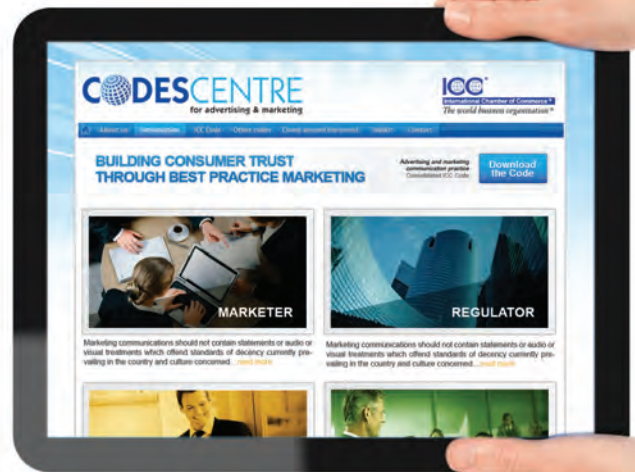 CODESCENTRE
for advertising & marketing
ICC
International Chamber of Commerce®
The world business organization®
About us ICC Code Other codes Contact
BUILDING CONSUMER TRUST
THROUGH BEST PRACTICE MARKETING
Advertising and marketing
communication practice
Consolidated ICC Code
Download
the Code
MARKETER
Marketing communications should not contain statements or audio or
visual treatments which offend standards of decency currently pre-
vailing in the country and culture concerned... read more
REGULATOR
Marketing communications should not contain statements or audio or
visual treatments which offend standards of decency currently pre-
vailing in the country and culture concerned... read more